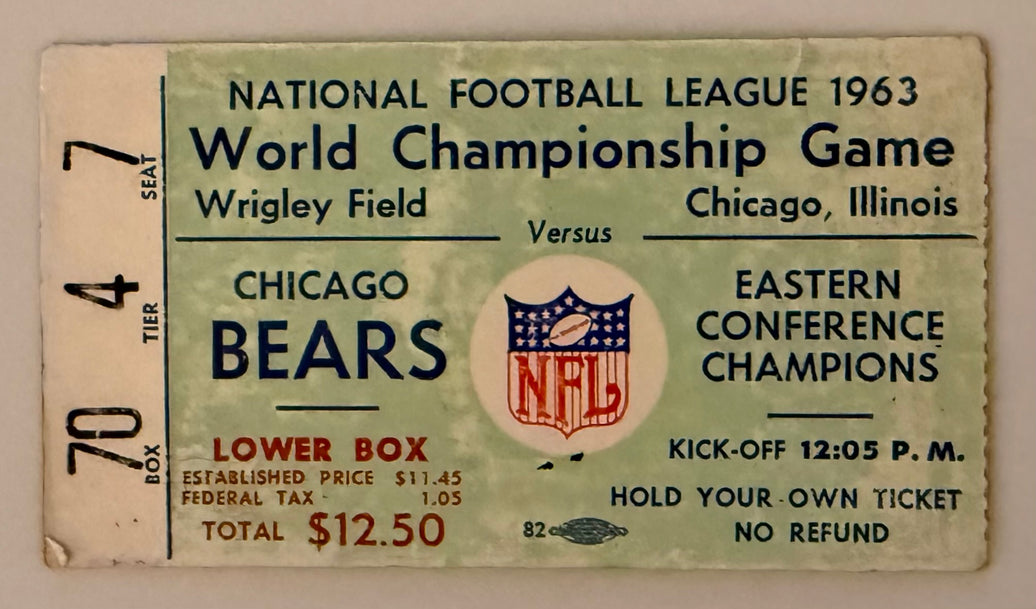 NATIONAL FOOTBALL LEAGUE 1963
World Championship Game
Wrigley Field Chicago, Illinois
Versus
CHICAGO
BEARS
NFL
EASTERN
CONFERENCE
CHAMPIONS
LOWER BOX
ESTABLISHED PRICE $11.45
FEDERAL TAX - 1.05
TOTAL $12.50
KICK-OFF 12:05 P. M.
HOLD YOUR OWN TICKET
NO REFUND
82
SEAT 7
TIER 4
BOX 70